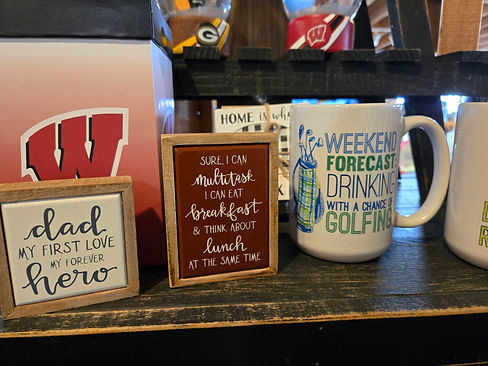 G
W
HOME is
W
dad
MY FIRST LOVE
MY FOREVER
hero
SURE, I CAN
multitask
I CAN EAT
breakfast
& THINK ABOUT
lunch
AT THE SAME TIME
WEEKEND
FORECAST:
DRINKING
WITH A CHANCE OF
GOLFING